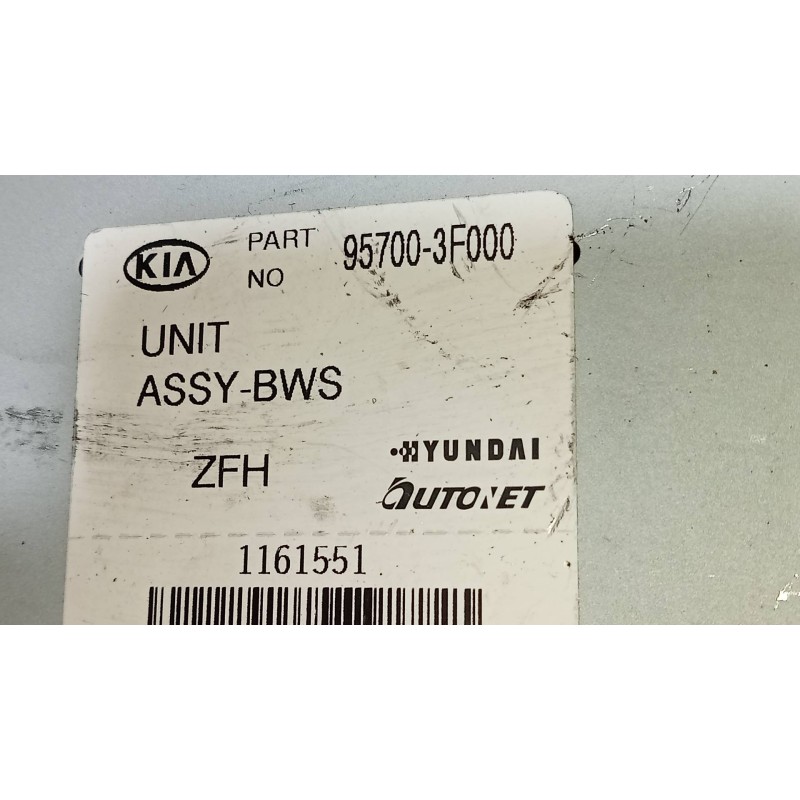 KIA
PART NO 95700-3F000
UNIT
ASSY-BWS
ZFH
HYUNDAI
AUTONET
1161551